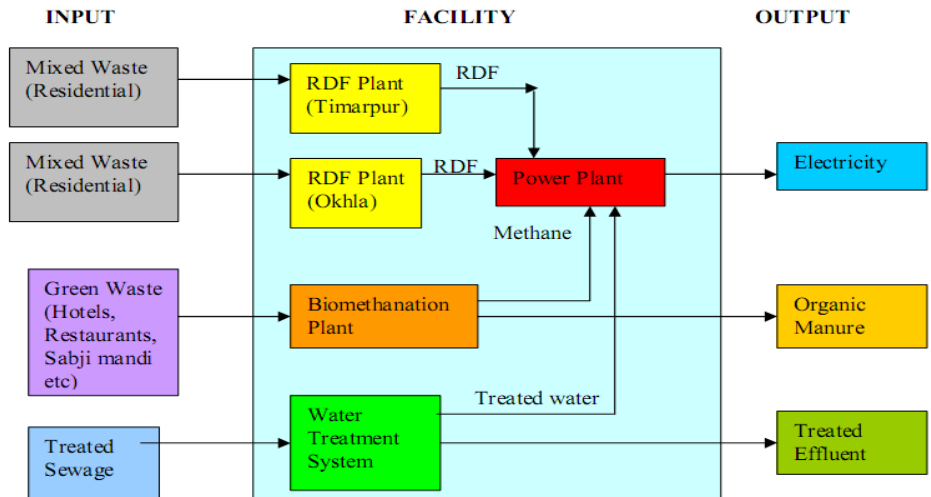 INPUT
FACILITY
OUTPUT
Mixed Waste
(Residential)
RDF Plant
(Timarpur)
RDF
Mixed Waste
(Residential)
RDF Plant
(Okhla)
RDF
Power Plant
Electricity
Methane
Green Waste
(Hotels,
Restaurants,
Sabji mandi
etc)
Biomethanation
Plant
Organic
Manure
Treated water
Treated
Sewage
Water
Treatment
System
Treated
Effluent